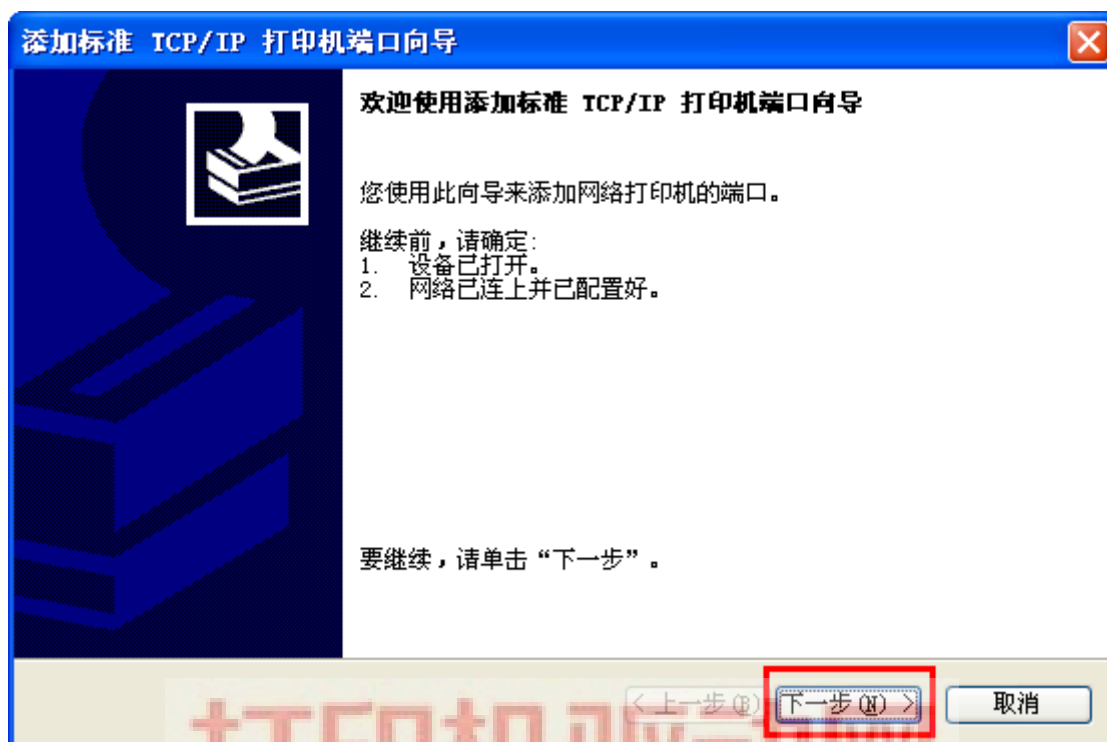 添加标准 TCP/IP 打印机端口向导
欢迎使用添加标准 TCP/IP 打印机端口向导
您使用此向导来添加网络打印机的端口。
继续前，请确定:
1. 设备已打开。
2. 网络已连上并已配置好。
要继续，请单击“下一步”。
< 上一步(B) 下一步(N) > 取消